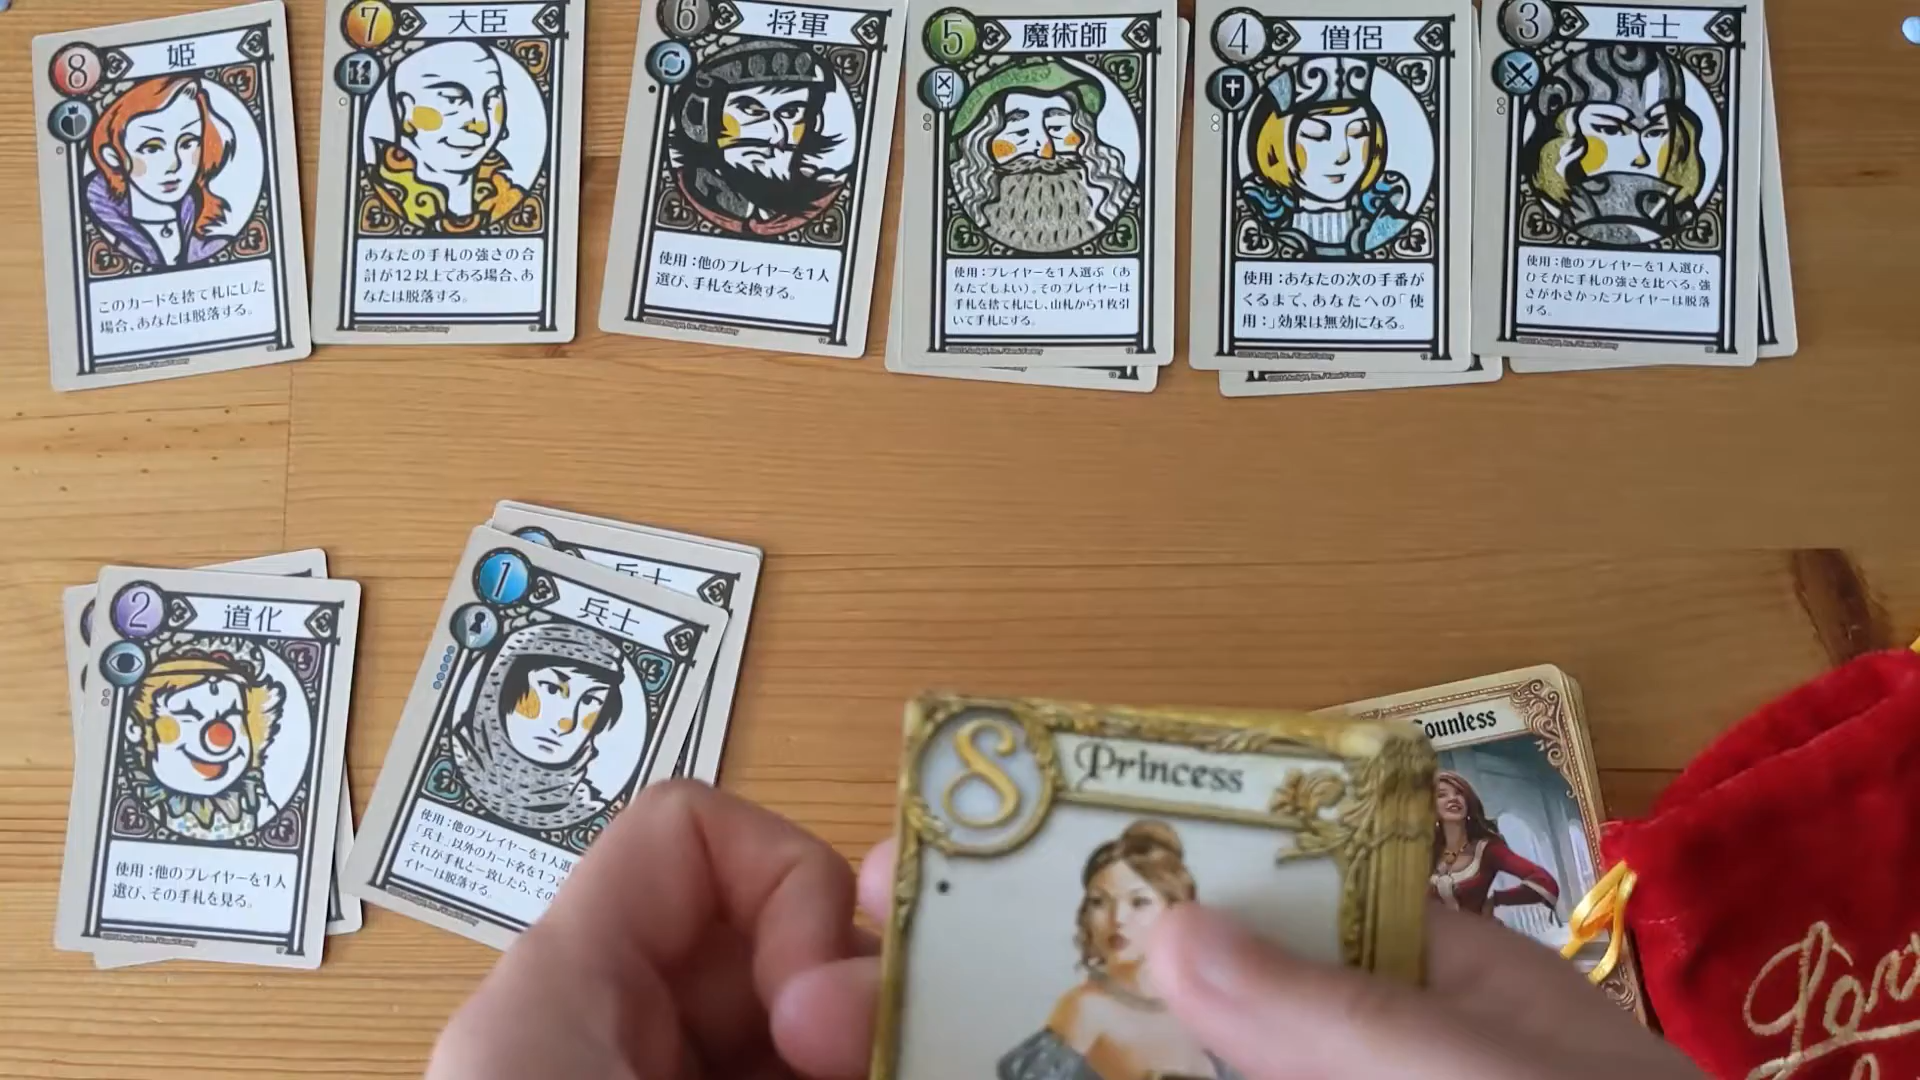 8
姫
このカードを捨て札にした
場合、あなたは脱落する。
7
大臣
あなたの手札の強さの合
計が12以上である場合、あ
なたは脱落する。
6
将軍
使用:他のプレイヤーを1人
選び、手札を交換する。
5
魔術師
使用:プレイヤーを1人選ぶ(あ
なたでもよい)。そのプレイヤーは
手札を捨て札にし、山札から1枚引
いて手札にする。
4
僧侶
使用:あなたの次の手番が
くるまで、あなたへの「使
用:」効果は無効になる。
3
騎士
使用:他のプレイヤーを1人選び、
ひそかに手札の強さを比べる。強
さが小さかったプレイヤーは脱落
する。
2
道化
使用:他のプレイヤーを1人
選び、その手札を見る。
兵士
1
兵士
使用:他のプレイヤーを1人選
「兵士」以外のカード名を1つ
それが手札と一致したら、その
イヤーは脱落する。
8
Princess
Countess